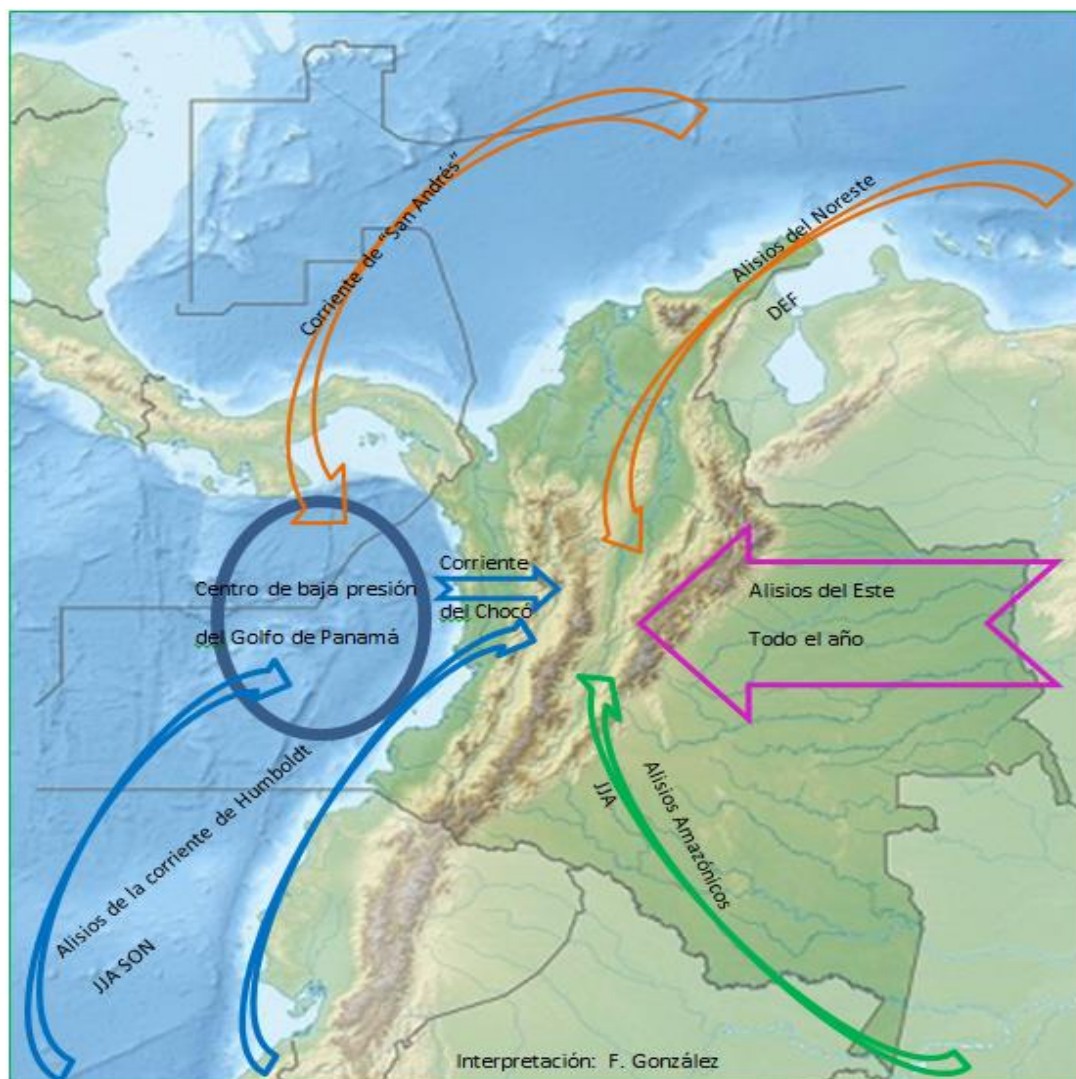 Corriente de “San Andrés”
Alisios del Noreste
DEF
Corriente
del Chocó
Centro de baja presión
del Golfo de Panamá
Alisios del Este
Todo el año
Alisios de la corriente de Humboldt
JJA SON
JJA
Alisios Amazónicos
Interpretación: F. González